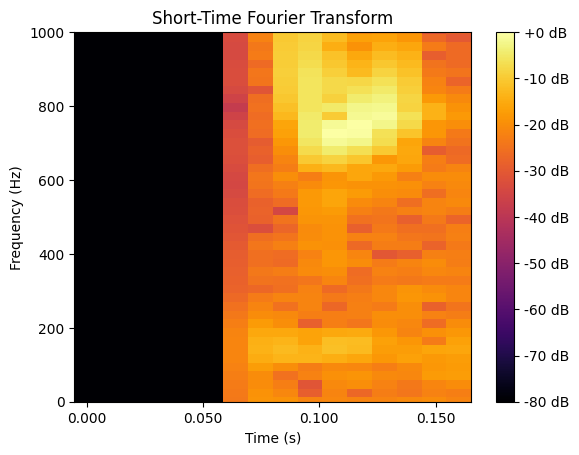 Short-Time Fourier Transform
1000
800
600
400
200
0
Frequency (Hz)
0.000
0.050
0.100
0.150
Time (s)
+0 dB
-10 dB
-20 dB
-30 dB
-40 dB
-50 dB
-60 dB
-70 dB
-80 dB